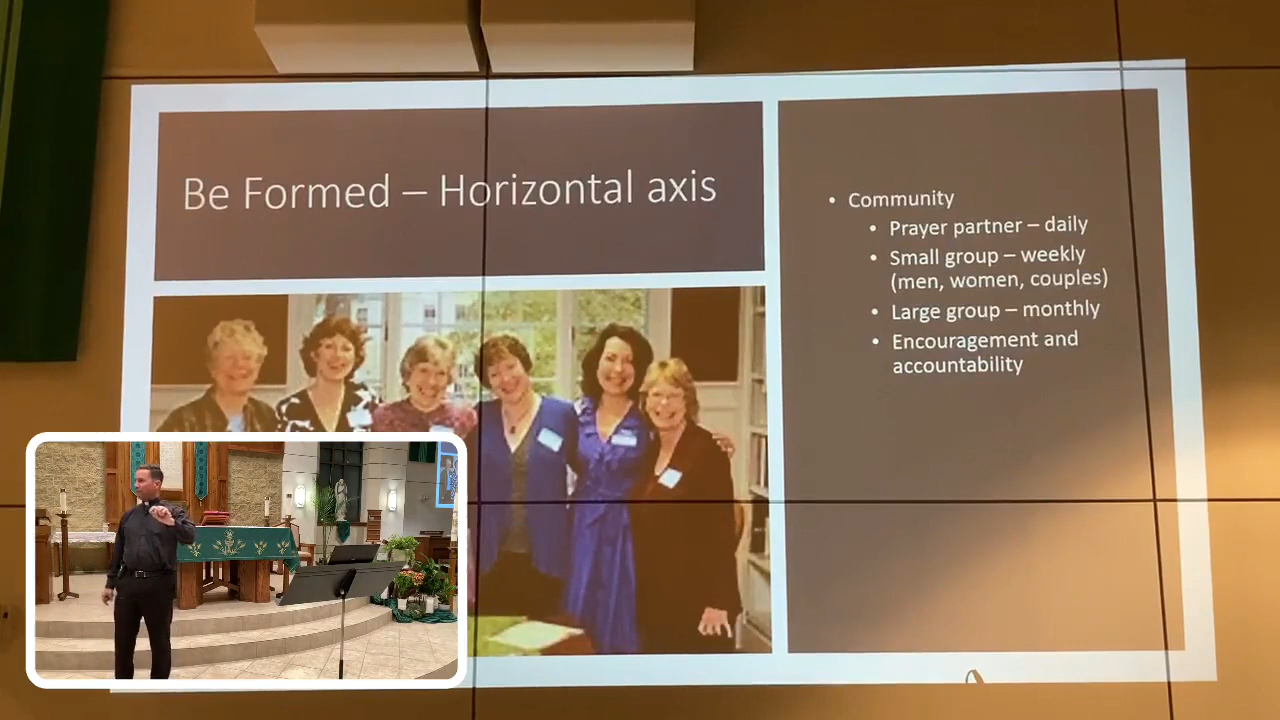 Be Formed – Horizontal axis
• Community
• Prayer partner – daily
• Small group – weekly
(men, women, couples)
• Large group – monthly
• Encouragement and
accountability